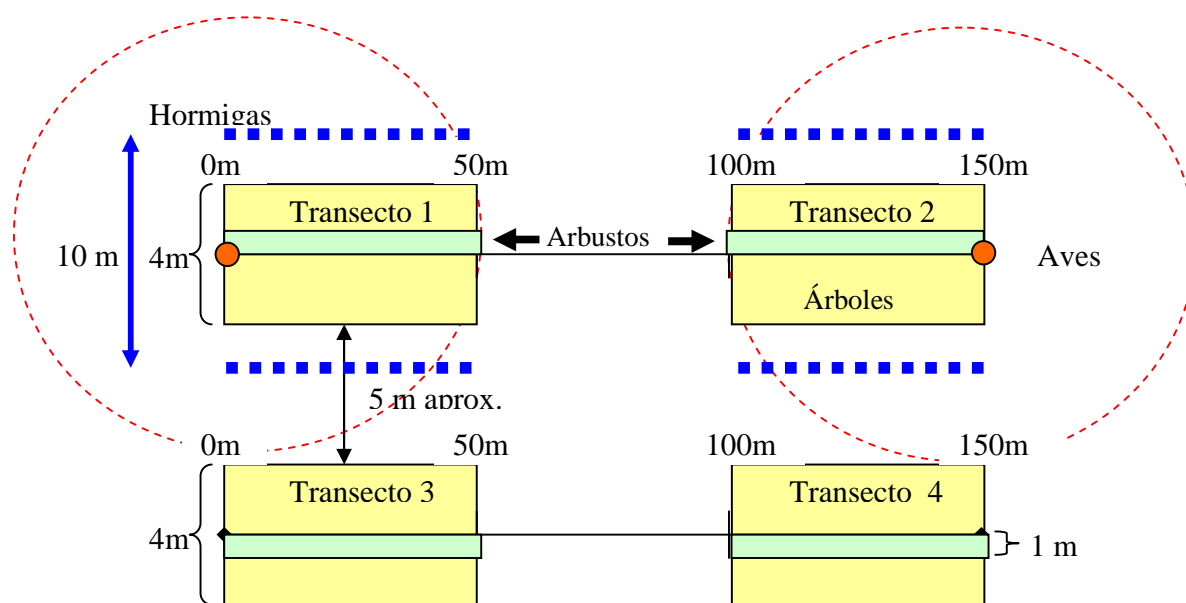 Hormigas
0m
50m
100m
150m
Transecto 1
Transecto 2
10 m
4m
Arbustos
Aves
Árboles
5 m aprox.
0m
50m
100m
150m
Transecto 3
Transecto 4
4m
1 m